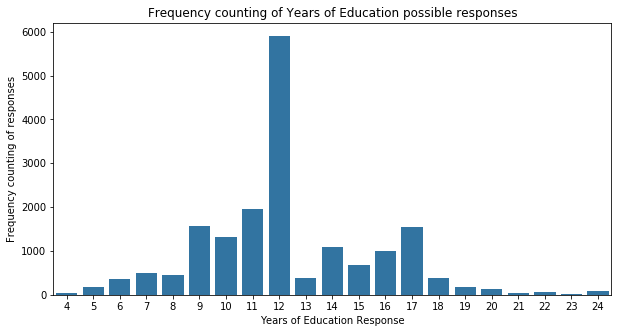 Frequency counting of Years of Education possible responses
Frequency counting of responses
6000
5000
4000
3000
2000
1000
0
4 5 6 7 8 9 10 11 12 13 14 15 16 17 18 19 20 21 22 23 24
Years of Education Response